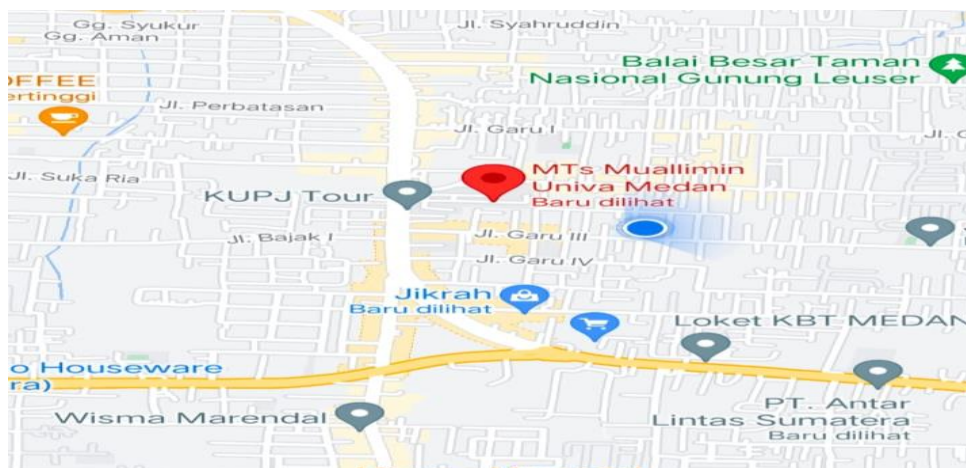 Gg. Syukur
Gg. Aman
Jl. Syahruddin
Balai Besar Taman
Nasional Gunung Leuser
OFFEE
ertinggi
Jl. Perbatasan
Jl. Garu I
Jl. G
Jl. Suka Ria
MTs Muallimin
Univa Medan
Baru dilihat
KUPJ Tour
Jl. Bajak I
Jl. Garu III
Jl. Garu IV
Jikrah
Baru dilihat
Loket KBT MEDAN
o Houseware
ra)
Wisma Marendal
PT. Antar
Lintas Sumatera
Baru dilihat